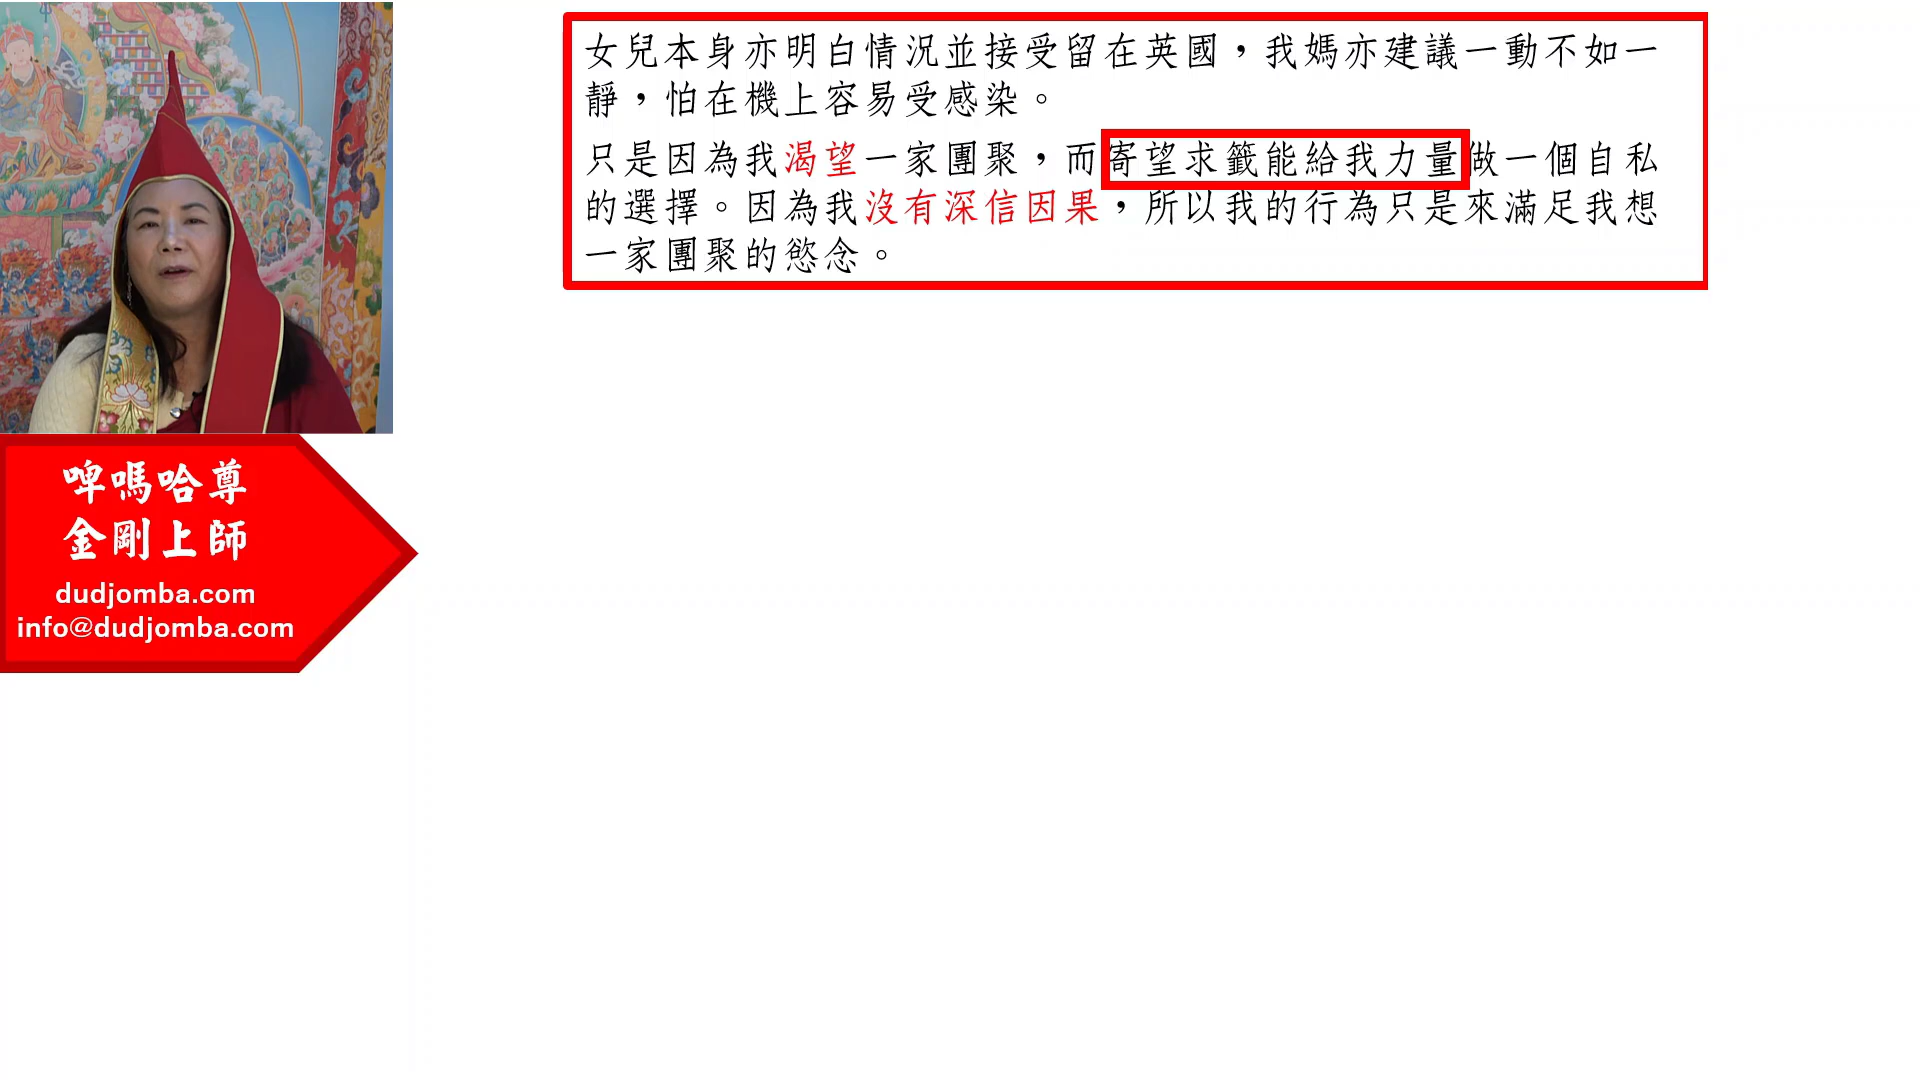 女兒本身亦明白情況並接受留在英國，我媽亦建議一動不如一
靜，怕在機上容易受感染。
只是因為我渴望一家團聚，而寄望求籤能給我力量做一個自私
的選擇。因為我沒有深信因果，所以我的行為只是來滿足我想
一家團聚的慾念。
啤嗎哈尊
金剛上師
dudjomba.com
info@dudjomba.com